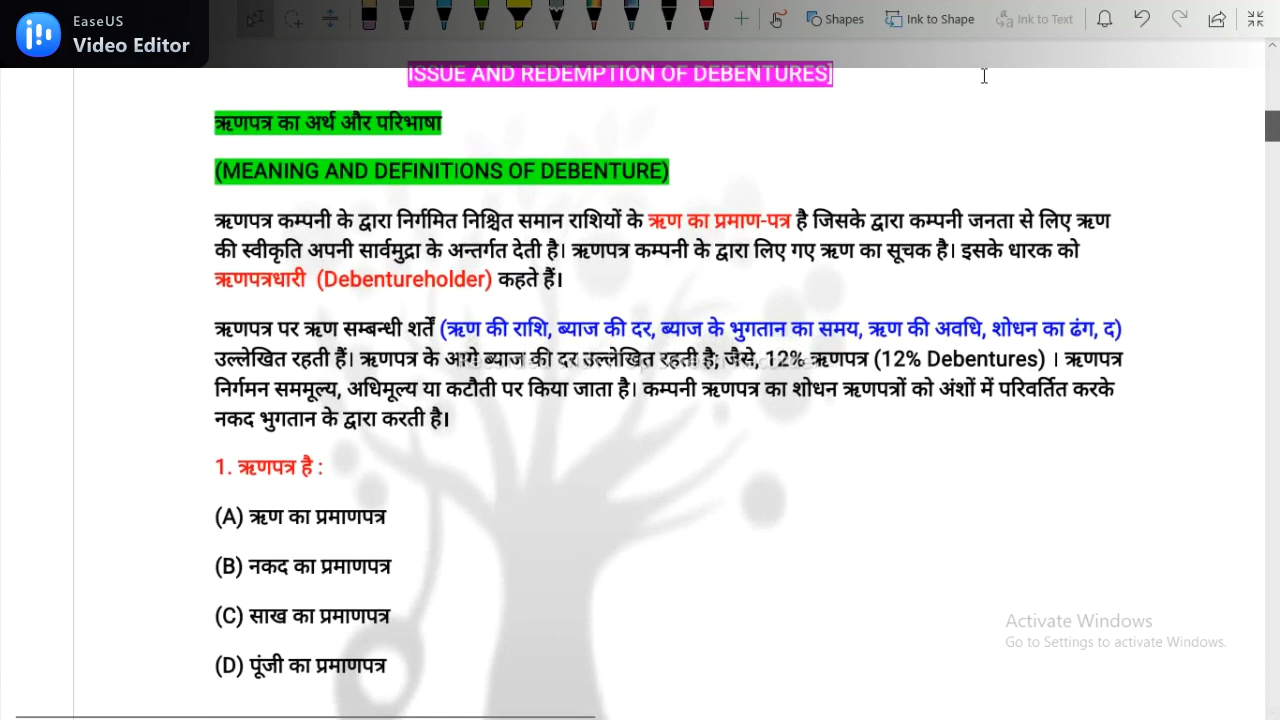 EaseUS
Video Editor
Shapes
Ink to Shape
Ink to Text
ISSUE AND REDEMPTION OF DEBENTURES]
ऋणपत्र का अर्थ और परिभाषा
(MEANING AND DEFINITIONS OF DEBENTURE)
ऋणपत्र कम्पनी के द्वारा निर्गमित निश्चित समान राशियों के ऋण का प्रमाण-पत्र है जिसके द्वारा कम्पनी जनता से लिए ऋण
की स्वीकृति अपनी सार्वमुद्रा के अन्तर्गत देती है। ऋणपत्र कम्पनी के द्वारा लिए गए ऋण का सूचक है। इसके धारक को
ऋणपत्रधारी (Debentureholder) कहते हैं।
ऋणपत्र पर ऋण सम्बन्धी शर्तें (ऋण की राशि, ब्याज की दर, ब्याज के भुगतान का समय, ऋण की अवधि, शोधन का ढंग, द)
उल्लेखित रहती हैं। ऋणपत्र के आगे ब्याज की दर उल्लेखित रहती है; जैसे, 12% ऋणपत्र (12% Debentures) । ऋणपत्र
निर्गमन सममूल्य, अधिमूल्य या कटौती पर किया जाता है। कम्पनी ऋणपत्र का शोधन ऋणपत्रों को अंशों में परिवर्तित करके
नकद भुगतान के द्वारा करती है।
1. ऋणपत्र है :
(A) ऋण का प्रमाणपत्र
(B) नकद का प्रमाणपत्र
(C) साख का प्रमाणपत्र
(D) पूंजी का प्रमाणपत्र
Activate Windows
Go to Settings to activate Windows.